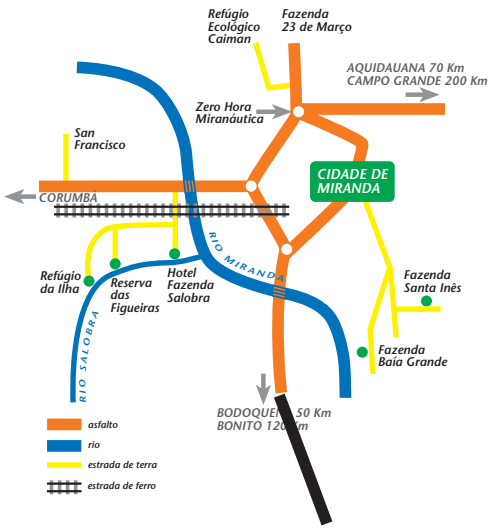 Refúgio
Ecológico
Caiman
Fazenda
23 de Março
AQUIDAUANA 70 Km
CAMPO GRANDE 200 Km
Zero Hora
Miranáutica
San
Francisco
CIDADE DE
MIRANDA
CORUMBÁ
RIO MIRANDA
Refúgio
da Ilha
Reserva
das
Figueiras
Hotel
Fazenda
Salobra
Fazenda
Santa Inês
RIO SALOBRA
Fazenda
Baía Grande
BODOQUENA 50 Km
BONITO 120 Km
asfalto
rio
estrada de terra
estrada de ferro